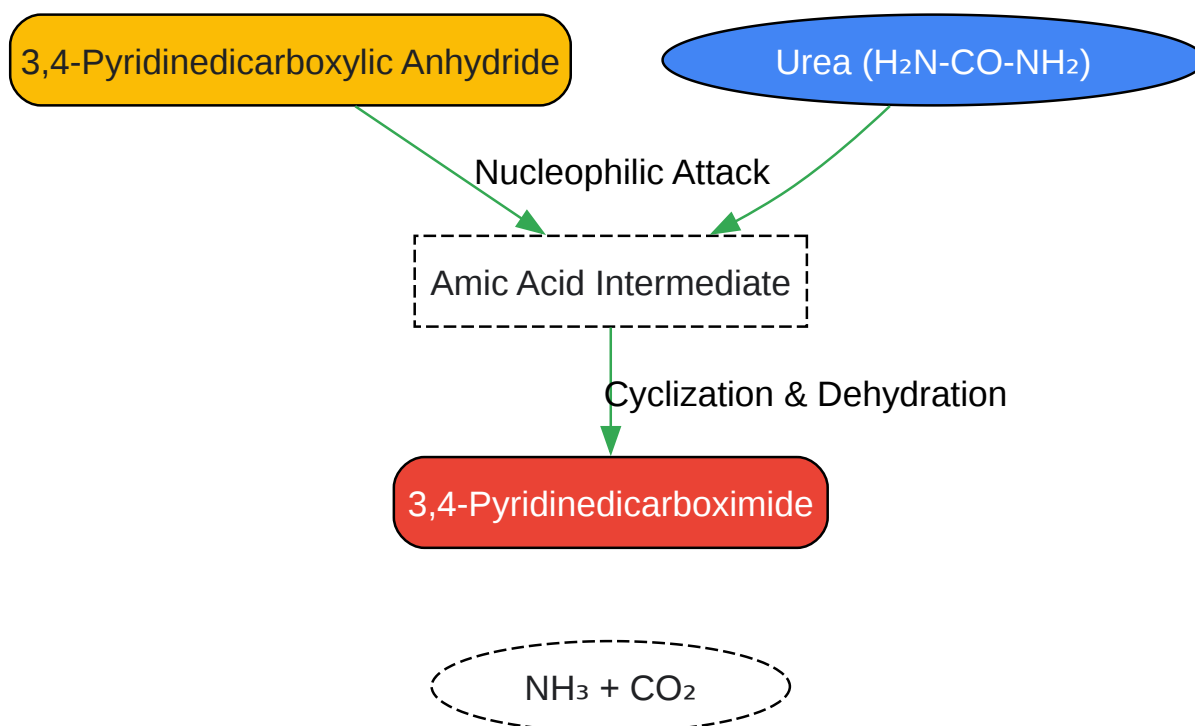 3,4-Pyridinedicarboxylic Anhydride
Urea (H₂N-CO-NH₂)
Nucleophilic Attack
Amic Acid Intermediate
Cyclization & Dehydration
3,4-Pyridinedicarboximide
NH₃ + CO₂